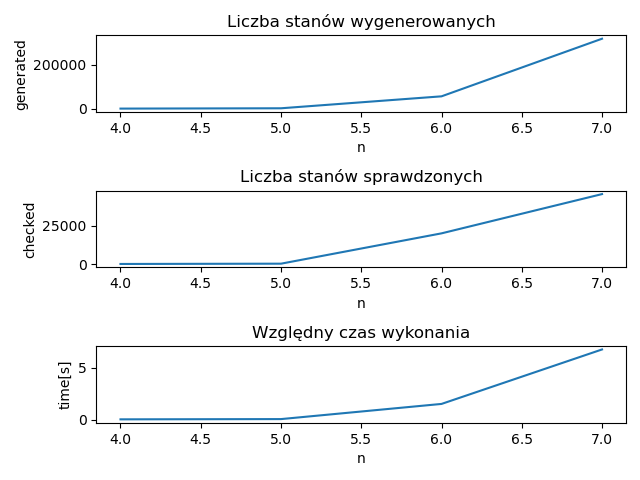 Liczba stanów wygenerowanych
generated
200000
0
4.0 4.5 5.0 5.5 6.0 6.5 7.0
n
Liczba stanów sprawdzonych
checked
25000
0
4.0 4.5 5.0 5.5 6.0 6.5 7.0
n
Względny czas wykonania
time[s]
5
0
4.0 4.5 5.0 5.5 6.0 6.5 7.0
n